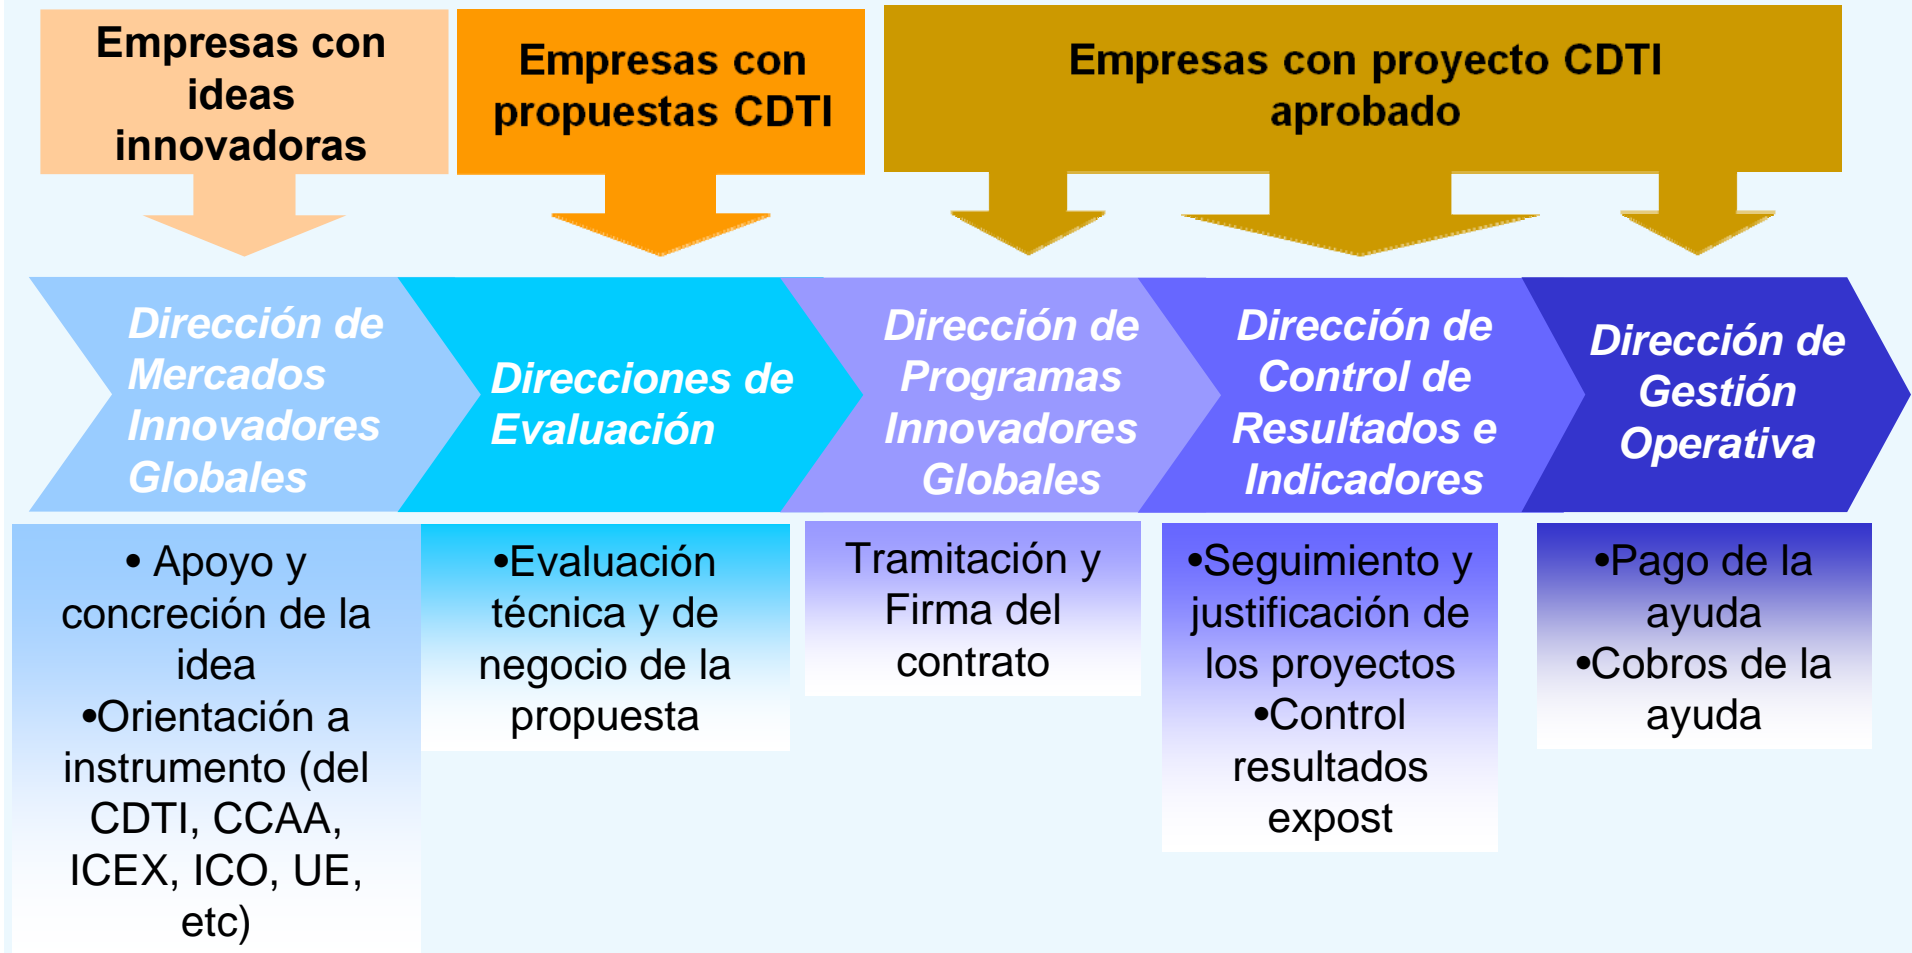 Empresas con
ideas
innovadoras
Empresas con
propuestas CDTI
Empresas con proyecto CDTI
aprobado
Dirección de
Mercados
Innovadores
Globales
Direcciones de
Evaluación
Dirección de
Programas
Innovadores
Globales
Dirección de
Control de
Resultados e
Indicadores
Dirección de
Gestión
Operativa
• Apoyo y
concreción de la
idea
•Orientación a
instrumento (del
CDTI, CCAA,
ICEX, ICO, UE,
etc)
•Evaluación
técnica y de
negocio de la
propuesta
Tramitación y
Firma del
contrato
•Seguimiento y
justificación de
los proyectos
•Control
resultados
expost
•Pago de la
ayuda
•Cobros de la
ayuda